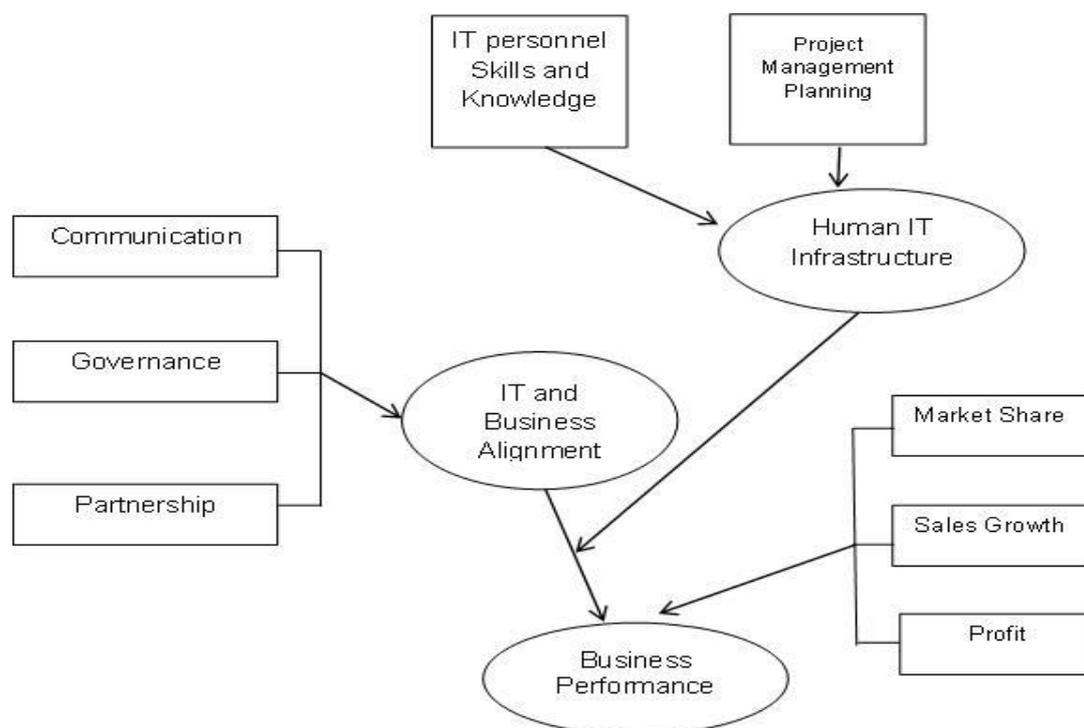 IT personnel
Skills and
Knowledge
Project
Management
Planning
Communication
Human IT
Infrastructure
Governance
IT and
Business
Alignment
Market Share
Partnership
Sales Growth
Profit
Business
Performance